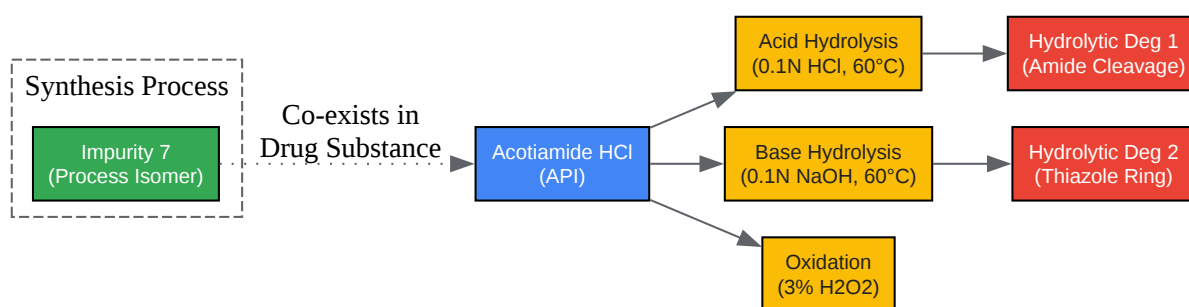 Synthesis Process
Impurity 7
(Process Isomer)
Co-exists in
Drug Substance
Acotiamide HCl
(API)
Acid Hydrolysis
(0.1N HCl, 60°C)
Hydrolytic Deg 1
(Amide Cleavage)
Base Hydrolysis
(0.1N NaOH, 60°C)
Hydrolytic Deg 2
(Thiazole Ring)
Oxidation
(3% H2O2)